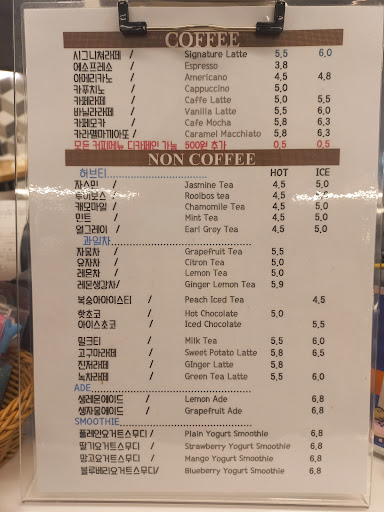 COFFEE
시그니쳐라떼 / Signature Latte 5,5 6,0
에소프레소 / Espresso 3,8
아메리카노 / Americano 4,5 4,8
카푸치노 / Cappuccino 5,0
카페라떼 / Caffe Latte 5,0 5,5
바닐라라떼 / Vanilla Latte 5,5 6,0
카페모카 / Cafe Mocha 5,8 6,3
카라멜마끼아또 / Caramel Macchiato 5,8 6,3
모든 커피메뉴 디카페인 가능 500원 추가 0,5 0,5
NON COFFEE
허브티 HOT ICE
자스민 / Jasmine Tea 4,5 5,0
루이보스 / Rooibos tea 4,5 5,0
캐모마일 / Chamomile Tea 4,5 5,0
민트 / Mint Tea 4,5 5,0
얼그레이 / Earl Grey Tea 4,5 5,0
과일차
자몽차 / Grapefruit Tea 5,5
유자차 / Citron Tea 5,0
레몬차 / Lemon Tea 5,0
레몬생강차/ Ginger Lemon Tea 5,9
복숭아아이스티 / Peach Iced Tea 4,5
핫초코 / Hot Chocolate 5,0
아이스초코 / Iced Chocolate 5,5
밀크티 / Milk Tea 5,5 6,0
고구마라떼 / Sweet Potato Latte 5,8 6,5
진저라떼 / Ginger Latte 5,8
녹차라떼 / Green Tea Latte 5,5 6,0
ADE
생레몬에이드 / Lemon Ade 6,8
생자몽에이드 / Grapefruit Ade 6,8
SMOOTHIE
플레인요거트스무디/ Plain Yogurt Smoothie 6,8
딸기요거트스무디/ Strawberry Yogurt Smoothie 6,8
망고요거트스무디/ Mango Yogurt Smoothie 6,8
블루베리요거트스무디/ Blueberry Yogurt Smoothie 6,8